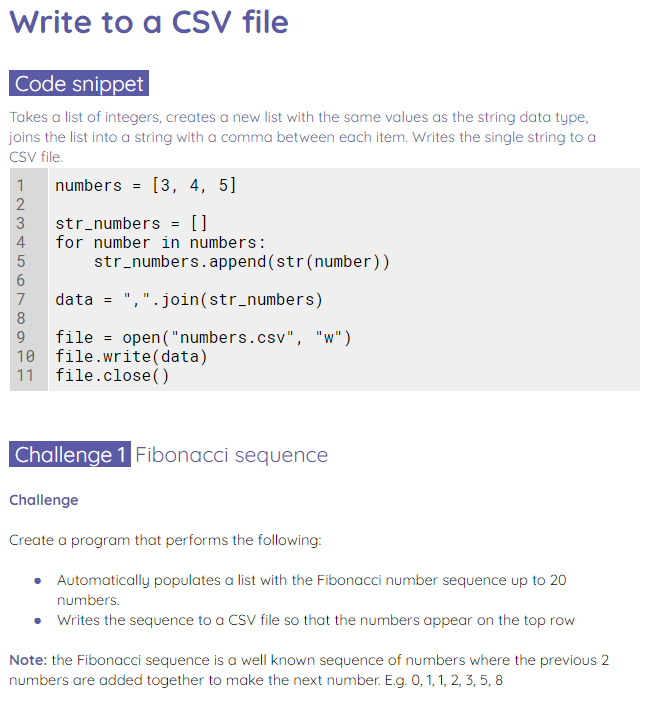 Write to a CSV file
Code snippet
Takes a list of integers, creates a new list with the same values as the string data type,
joins the list into a string with a comma between each item. Writes the single string to a
CSV file.
1 numbers = [3, 4, 5]
2
3 str_numbers = []
4 for number in numbers:
5     str_numbers.append(str(number))
6
7 data = ",".join(str_numbers)
8
9 file = open("numbers.csv", "w")
10 file.write(data)
11 file.close()
Challenge 1 Fibonacci sequence
Challenge
Create a program that performs the following:
● Automatically populates a list with the Fibonacci number sequence up to 20
numbers.
● Writes the sequence to a CSV file so that the numbers appear on the top row
Note: the Fibonacci sequence is a well known sequence of numbers where the previous 2
numbers are added together to make the next number. E.g. 0, 1, 1, 2, 3, 5, 8